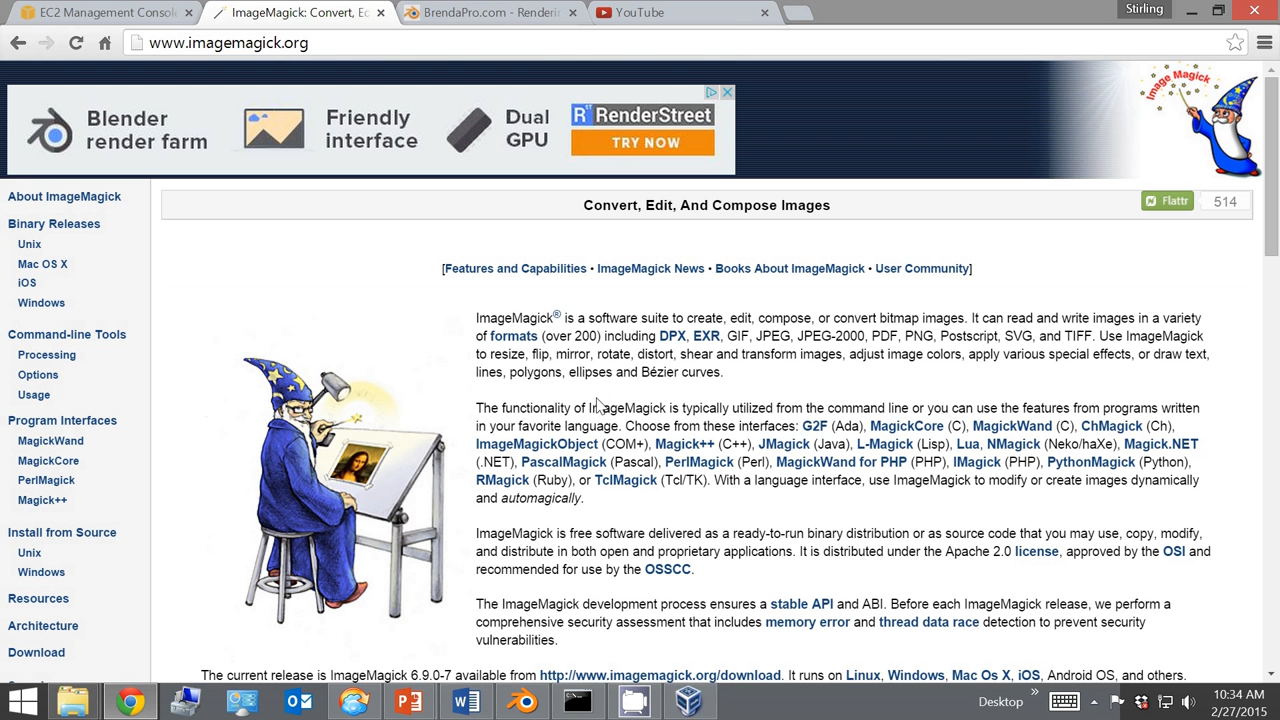 EC2 Management Consol
ImageMagick: Convert, Ec
BrendaPro.com - Renderin
YouTube
Stirling
www.imagemagick.org
Blender
render farm
Friendly
interface
Dual
GPU
RenderStreet
TRY NOW
Image Magick
About ImageMagick
Binary Releases
Unix
Mac OS X
iOS
Windows
Command-line Tools
Processing
Options
Usage
Program Interfaces
MagickWand
MagickCore
PerlMagick
Magick++
Install from Source
Unix
Windows
Resources
Architecture
Download
Convert, Edit, And Compose Images
Flattr
514
[Features and Capabilities • ImageMagick News • Books About ImageMagick • User Community]
ImageMagick® is a software suite to create, edit, compose, or convert bitmap images. It can read and write images in a variety
of formats (over 200) including DPX, EXR, GIF, JPEG, JPEG-2000, PDF, PNG, Postscript, SVG, and TIFF. Use ImageMagick
to resize, flip, mirror, rotate, distort, shear and transform images, adjust image colors, apply various special effects, or draw text,
lines, polygons, ellipses and Bézier curves.
The functionality of ImageMagick is typically utilized from the command line or you can use the features from programs written
in your favorite language. Choose from these interfaces: G2F (Ada), MagickCore (C), MagickWand (C), ChMagick (Ch),
ImageMagickObject (COM+), Magick++ (C++), JMagick (Java), L-Magick (Lisp), Lua, NMagick (Neko/haXe), Magick.NET
(.NET), PascalMagick (Pascal), PerlMagick (Perl), MagickWand for PHP (PHP), IMagick (PHP), PythonMagick (Python),
RMagick (Ruby), or TclMagick (Tcl/TK). With a language interface, use ImageMagick to modify or create images dynamically
and automagically.
ImageMagick is free software delivered as a ready-to-run binary distribution or as source code that you may use, copy, modify,
and distribute in both open and proprietary applications. It is distributed under the Apache 2.0 license, approved by the OSI and
recommended for use by the OSSCC.
The ImageMagick development process ensures a stable API and ABI. Before each ImageMagick release, we perform a
comprehensive security assessment that includes memory error and thread data race detection to prevent security
vulnerabilities.
The current release is ImageMagick 6.9.0-7 available from http://www.imagemagick.org/download. It runs on Linux, Windows, Mac Os X, iOS, Android OS, and others.
Desktop
10:34 AM
2/27/2015